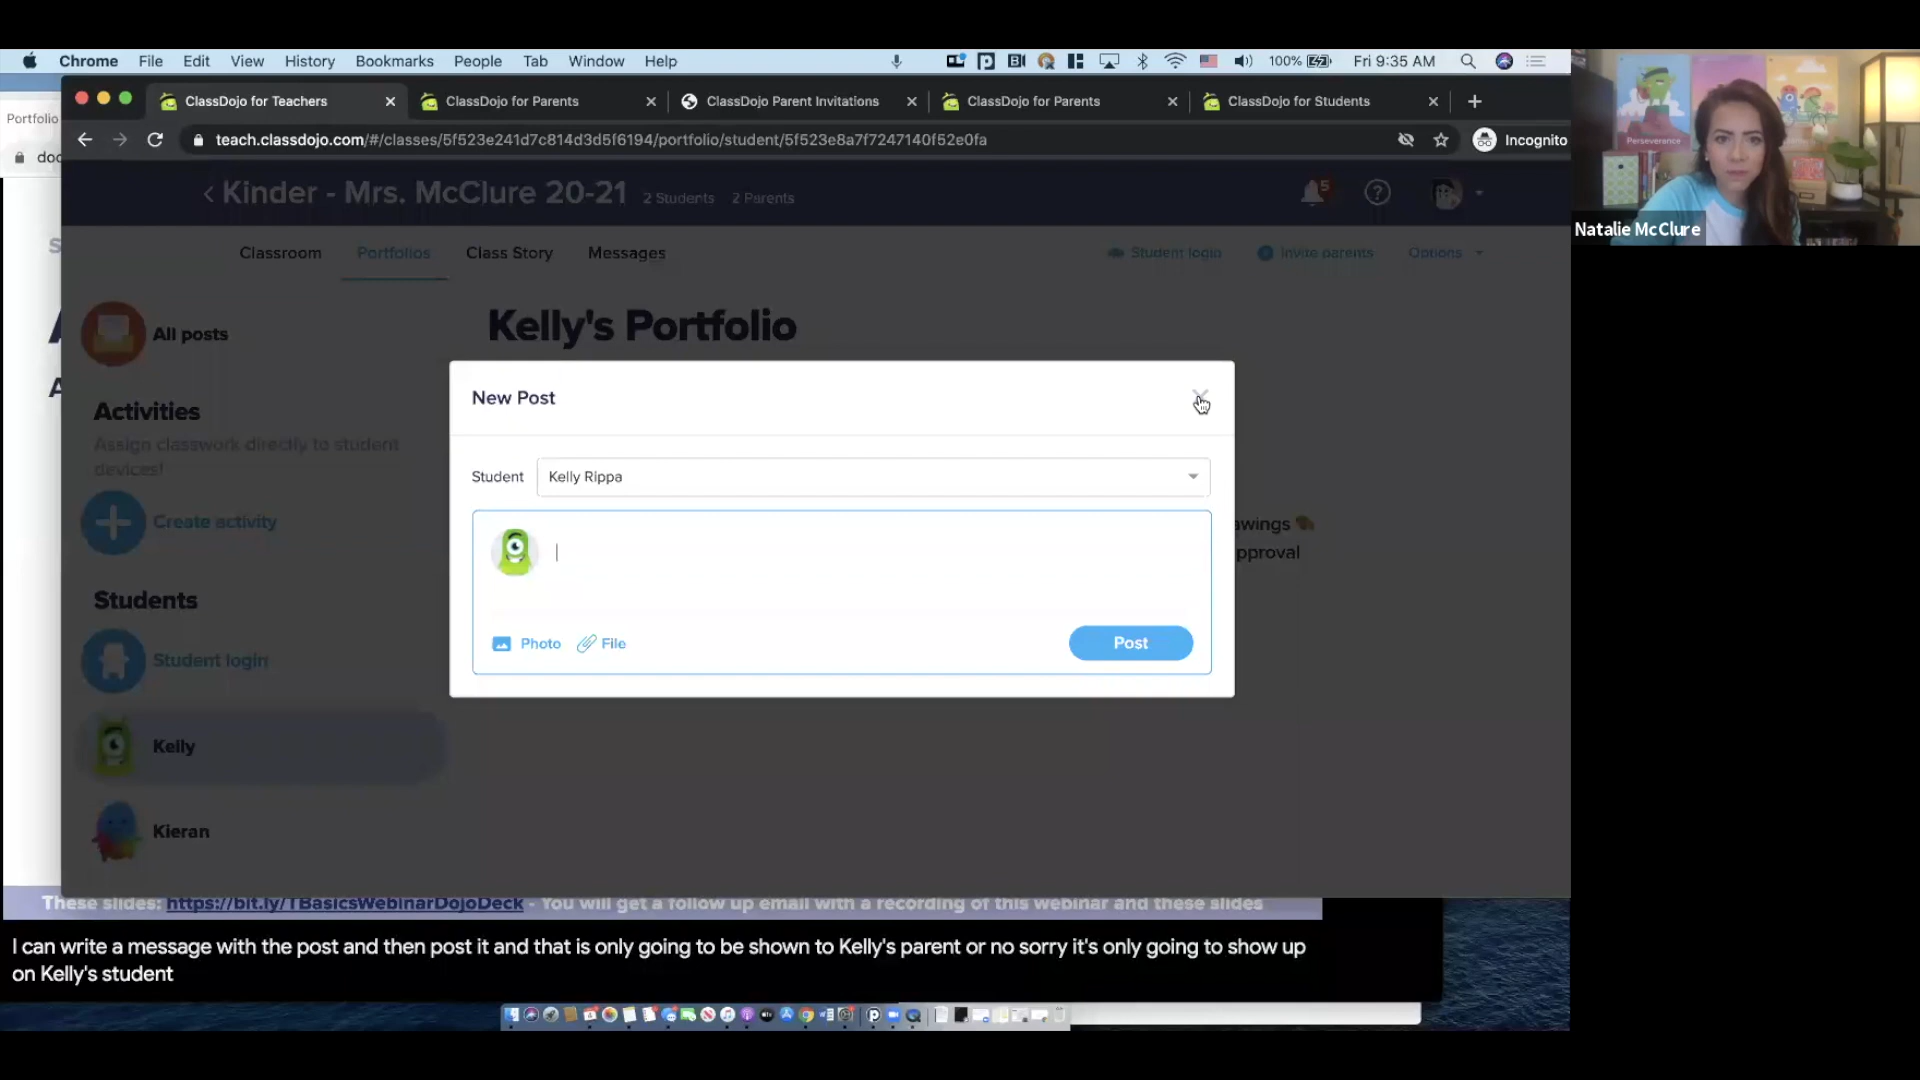 Chrome File Edit View History Bookmarks People Tab Window Help 100% Fri 9:35 AM
ClassDojo for Teachers ClassDojo for Parents ClassDojo Parent Invitations ClassDojo for Parents ClassDojo for Students
Portfolio
teach.classdojo.com/#/classes/5f523e241d7c814d3d5f6194/portfolio/student/5f523e8a7f7247140f52e0fa Incognito
Perseverance
Natalie McClure
Kinder - Mrs. McClure 20-21 2 Students 2 Parents 5 ?
Classroom Portfolios Class Story Messages Student login Invite parents Options
All posts
Kelly's Portfolio
Activities
Assign classwork directly to student
devices!
Create activity
Students
Student login
Kelly
Kieran
New Post
Student Kelly Rippa
Photo File Post
awings
pproval
These slides: https://bit.ly/TBasicsWebinarDojoDeck - You will get a follow up email with a recording of this webinar and these slides
I can write a message with the post and then post it and that is only going to be shown to Kelly's parent or no sorry it's only going to show up
on Kelly's student